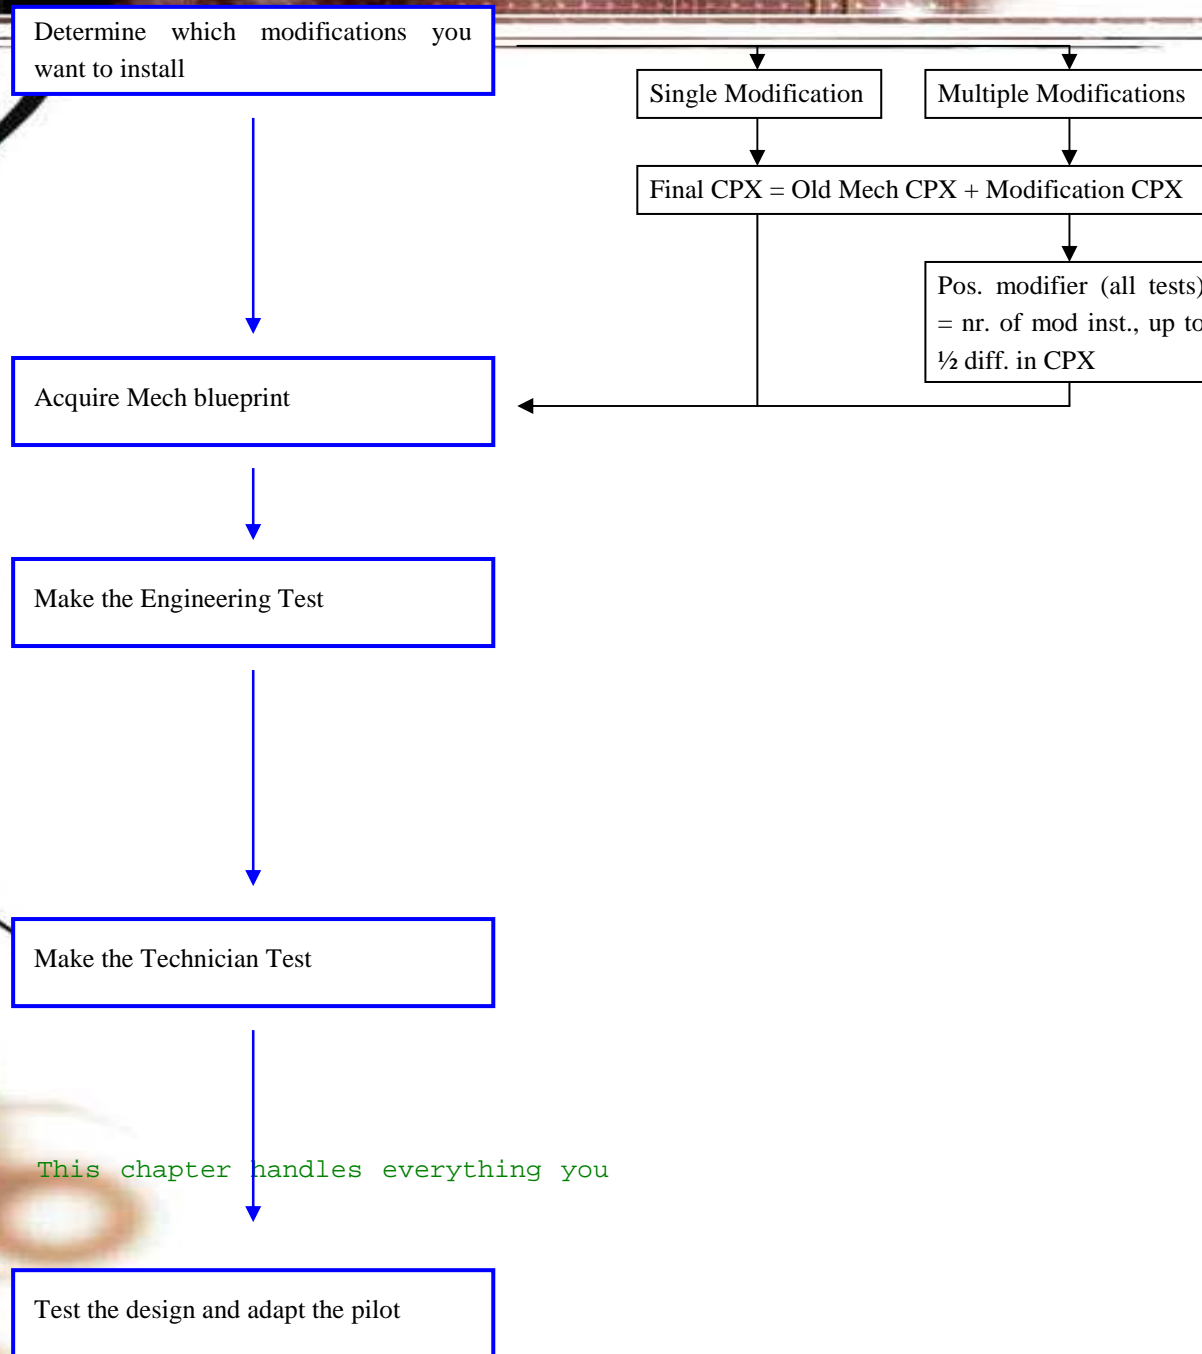 Determine which modifications you
want to install
Single Modification
Multiple Modifications
Final CPX = Old Mech CPX + Modification CPX
Pos. modifier (all tests)
= nr. of mod inst., up to
½ diff. in CPX
Acquire Mech blueprint
Make the Engineering Test
Make the Technician Test
This chapter handles everything you
Test the design and adapt the pilot